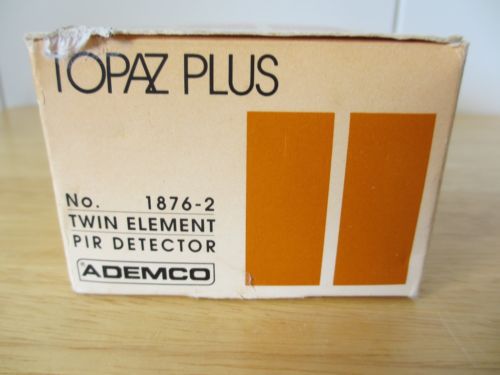 TOPAZ PLUS
No. 1876-2
TWIN ELEMENT
PIR DETECTOR
ADEMCO